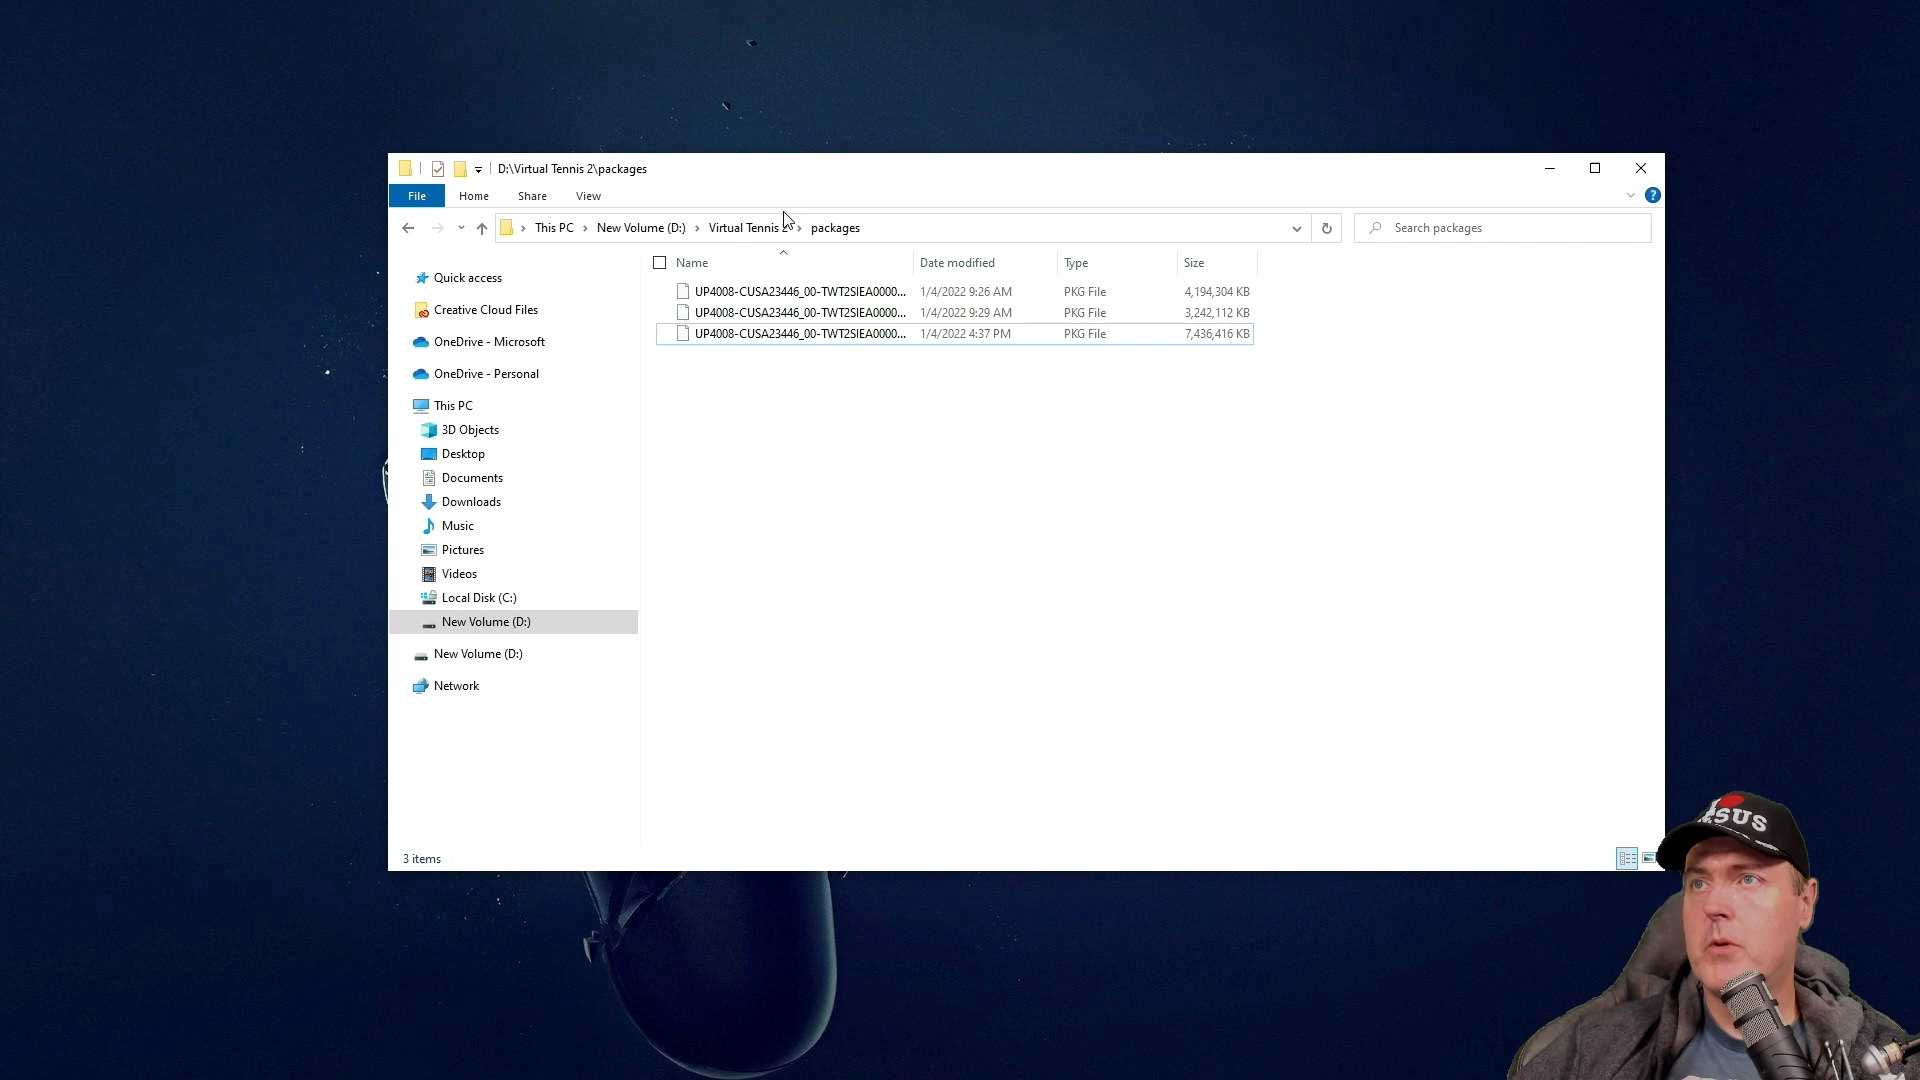 D:\Virtual Tennis 2\packages
File Home Share View
This PC New Volume (D:) Virtual Tennis 2 packages
Search packages
Name Date modified Type Size
UP4008-CUSA23446_00-TWT2SIEA0000... 1/4/2022 9:26 AM PKG File 4,194,304 KB
UP4008-CUSA23446_00-TWT2SIEA0000... 1/4/2022 9:29 AM PKG File 3,242,112 KB
UP4008-CUSA23446_00-TWT2SIEA0000... 1/4/2022 4:37 PM PKG File 7,436,416 KB
Quick access
Creative Cloud Files
OneDrive - Microsoft
OneDrive - Personal
This PC
3D Objects
Desktop
Documents
Downloads
Music
Pictures
Videos
Local Disk (C:)
New Volume (D:)
New Volume (D:)
Network
3 items